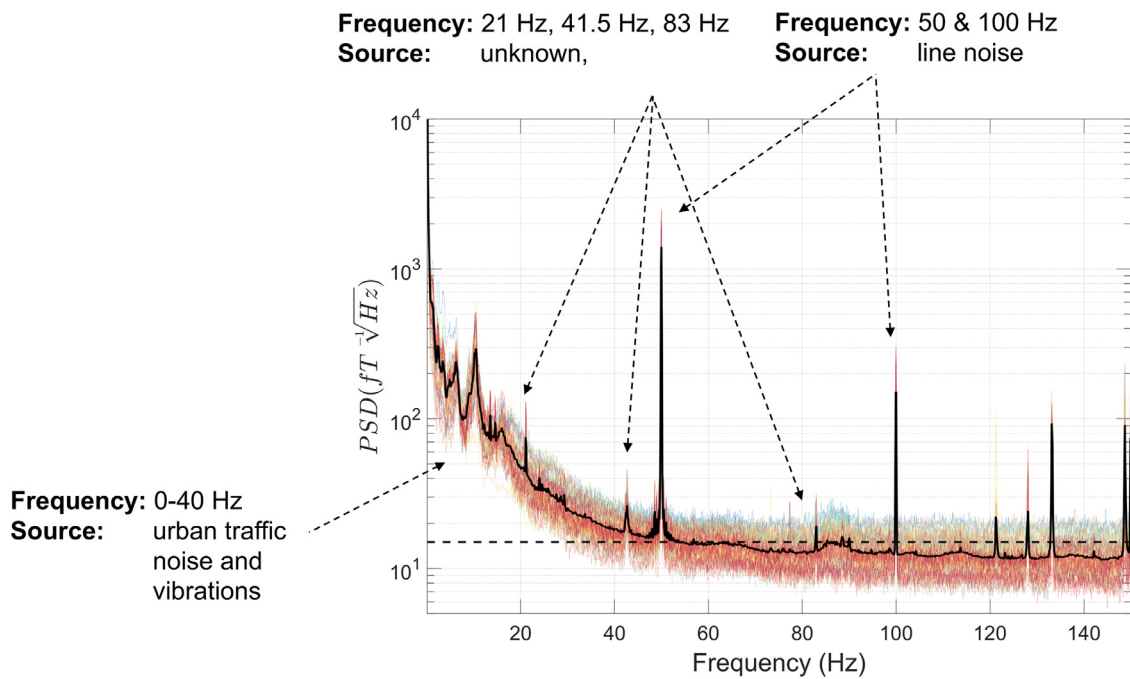 Frequency: 21 Hz, 41.5 Hz, 83 Hz
Source: unknown,
Frequency: 50 & 100 Hz
Source: line noise
10^4
10^3
10^2
10^1
PSD(fT ^-1√Hz)
Frequency: 0-40 Hz
Source: urban traffic
noise and
vibrations
20 40 60 80 100 120 140
Frequency (Hz)